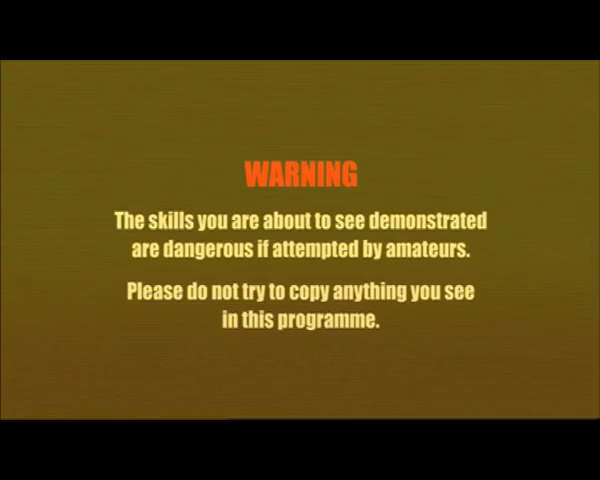 WARNING
The skills you are about to see demonstrated
are dangerous if attempted by amateurs.
Please do not try to copy anything you see
in this programme.